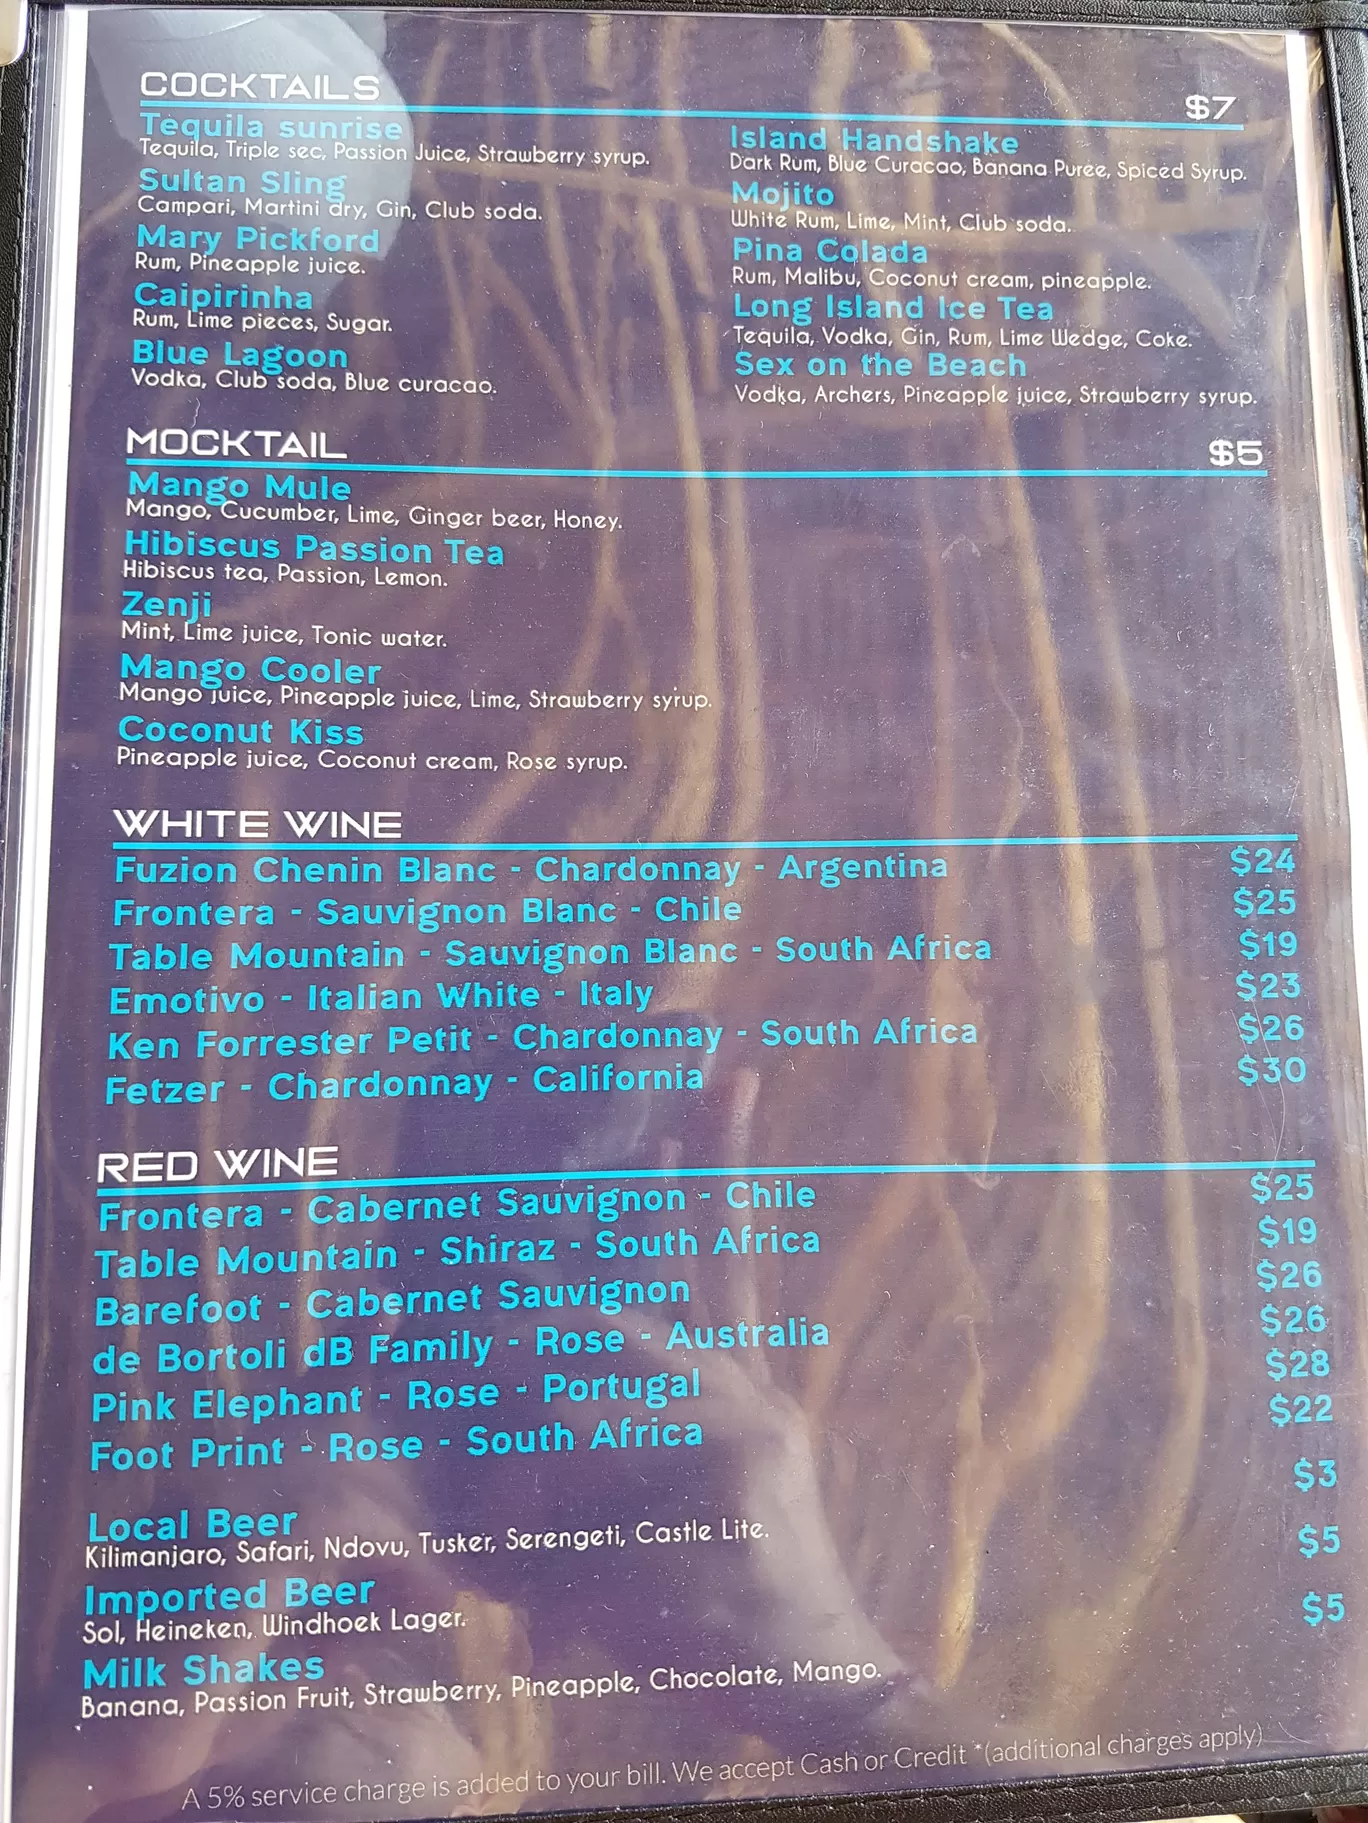 COCKTAILS $7
Tequila sunrise
Tequila, Triple sec, Passion Juice, Strawberry syrup.
Sultan Sling
Campari, Martini dry, Gin, Club soda.
Mary Pickford
Rum, Pineapple juice.
Caipirinha
Rum, Lime pieces, Sugar.
Blue Lagoon
Vodka, Club soda, Blue curacao.
Island Handshake
Dark Rum, Blue Curacao, Banana Puree, Spiced Syrup.
Mojito
White Rum, Lime, Mint, Club soda.
Pina Colada
Rum, Malibu, Coconut cream, pineapple.
Long Island Ice Tea
Tequila, Vodka, Gin, Rum, Lime Wedge, Coke.
Sex on the Beach
Vodka, Archers, Pineapple juice, Strawberry syrup.
MOCKTAIL $5
Mango Mule
Mango, Cucumber, Lime, Ginger beer, Honey.
Hibiscus Passion Tea
Hibiscus tea, Passion, Lemon.
Zenji
Mint, Lime juice, Tonic water.
Mango Cooler
Mango juice, Pineapple juice, Lime, Strawberry syrup.
Coconut Kiss
Pineapple juice, Coconut cream, Rose syrup.
WHITE WINE
Fuzion Chenin Blanc - Chardonnay - Argentina $24
Frontera - Sauvignon Blanc - Chile $25
Table Mountain - Sauvignon Blanc - South Africa $19
Emotivo - Italian White - Italy $23
Ken Forrester Petit - Chardonnay - South Africa $26
Fetzer - Chardonnay - California $30
RED WINE
Frontera - Cabernet Sauvignon - Chile $25
Table Mountain - Shiraz - South Africa $19
Barefoot - Cabernet Sauvignon $26
de Bortoli dB Family - Rose - Australia $26
Pink Elephant - Rose - Portugal $28
Foot Print - Rose - South Africa $22
Local Beer $3
Kilimanjaro, Safari, Ndovu, Tusker, Serengeti, Castle Lite.
Imported Beer $5
Sol, Heineken, Windhoek Lager.
Milk Shakes $5
Banana, Passion Fruit, Strawberry, Pineapple, Chocolate, Mango.
A 5% service charge is added to your bill. We accept Cash or Credit *(additional charges apply)